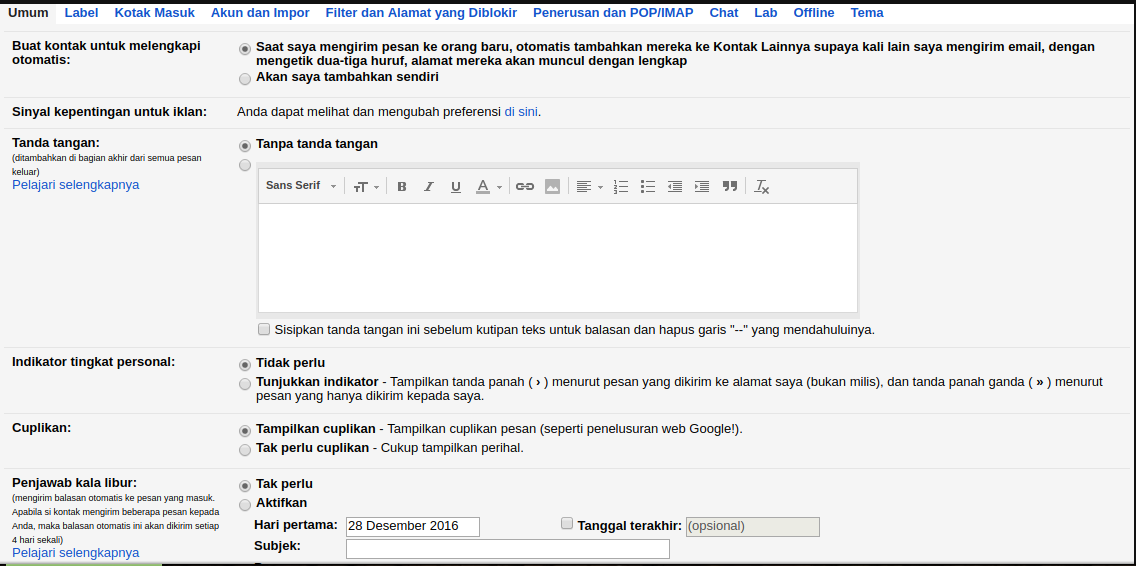 Umum Label Kotak Masuk Akun dan Impor Filter dan Alamat yang Diblokir Penerusan dan POP/IMAP Chat Lab Offline Tema
Buat kontak untuk melengkapi
otomatis:
Saat saya mengirim pesan ke orang baru, otomatis tambahkan mereka ke Kontak Lainnya supaya kali lain saya mengirim email, dengan
mengetik dua-tiga huruf, alamat mereka akan muncul dengan lengkap
Akan saya tambahkan sendiri
Sinyal kepentingan untuk iklan:
Anda dapat melihat dan mengubah preferensi di sini.
Tanda tangan:
(ditambahkan di bagian akhir dari semua pesan
keluar)
Pelajari selengkapnya
Tanpa tanda tangan
Sans Serif
Sisipkan tanda tangan ini sebelum kutipan teks untuk balasan dan hapus garis "--" yang mendahuluinya.
Indikator tingkat personal:
Tidak perlu
Tunjukkan indikator - Tampilkan tanda panah ( › ) menurut pesan yang dikirim ke alamat saya (bukan milis), dan tanda panah ganda ( » ) menurut
pesan yang hanya dikirim kepada saya.
Cuplikan:
Tampilkan cuplikan - Tampilkan cuplikan pesan (seperti penelusuran web Google!).
Tak perlu cuplikan - Cukup tampilkan perihal.
Penjawab kala libur:
(mengirim balasan otomatis ke pesan yang masuk.
Apabila si kontak mengirim beberapa pesan kepada
Anda, maka balasan otomatis ini akan dikirim setiap
4 hari sekali)
Pelajari selengkapnya
Tak perlu
Aktifkan
Hari pertama: 28 Desember 2016 Tanggal terakhir: (opsional)
Subjek: